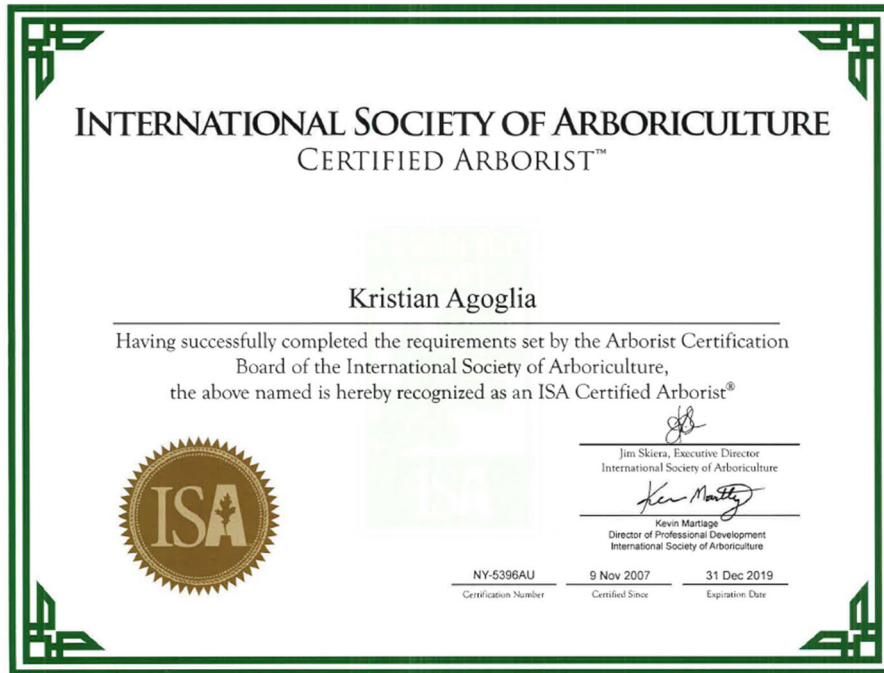 INTERNATIONAL SOCIETY OF ARBORICULTURE
CERTIFIED ARBORIST™
Kristian Agoglia
Having successfully completed the requirements set by the Arborist Certification
Board of the International Society of Arboriculture,
the above named is hereby recognized as an ISA Certified Arborist®
Jim Skiera, Executive Director
International Society of Arboriculture
Ken Martlage
Kevin Martlage
Director of Professional Development
International Society of Arboriculture
ISA
ISA
NY-5396AU
9 Nov 2007
31 Dec 2019
Certification Number
Certified Since
Expiration Date